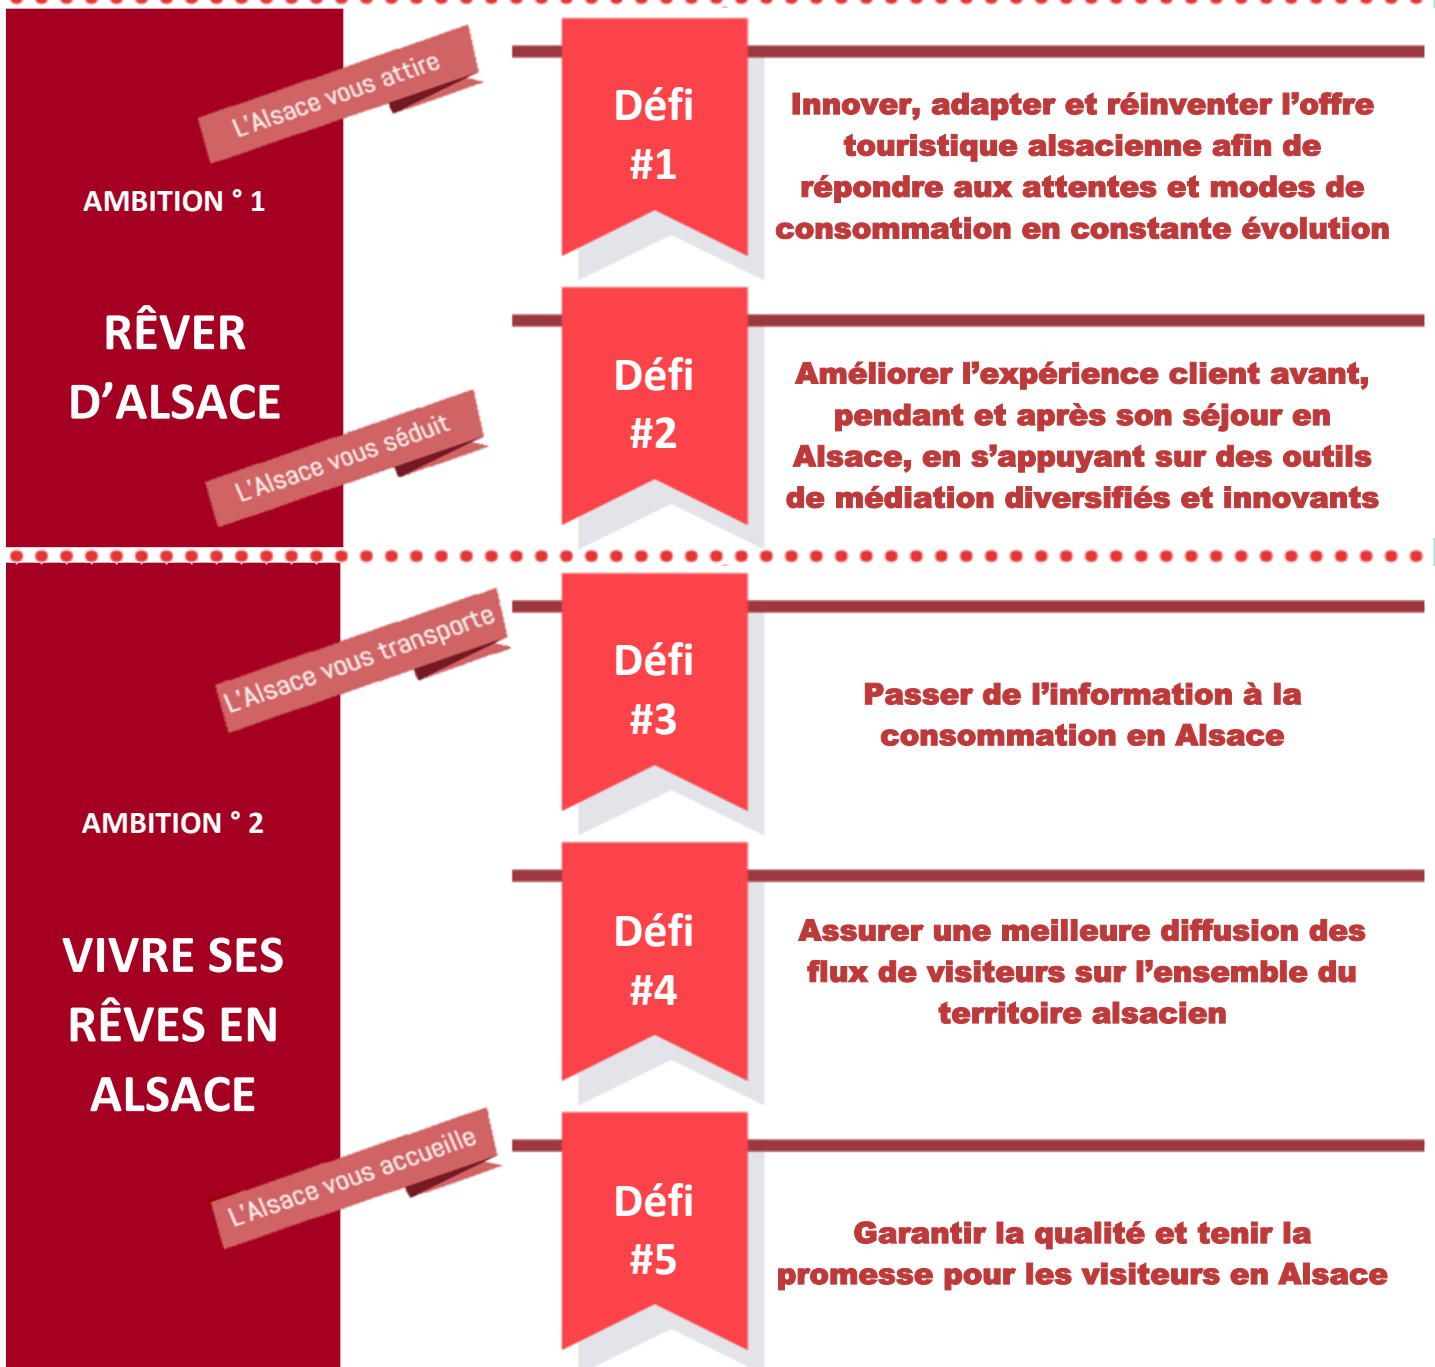 L'Alsace vous attire
AMBITION ° 1
RÊVER
D’ALSACE
L'Alsace vous séduit
Défi
#1
Innover, adapter et réinventer l’offre
touristique alsacienne afin de
répondre aux attentes et modes de
consommation en constante évolution
Défi
#2
Améliorer l’expérience client avant,
pendant et après son séjour en
Alsace, en s’appuyant sur des outils
de médiation diversifiés et innovants
L'Alsace vous transporte
AMBITION ° 2
VIVRE SES
RÊVES EN
ALSACE
L'Alsace vous accueille
Défi
#3
Passer de l’information à la
consommation en Alsace
Défi
#4
Assurer une meilleure diffusion des
flux de visiteurs sur l’ensemble du
territoire alsacien
Défi
#5
Garantir la qualité et tenir la
promesse pour les visiteurs en Alsace